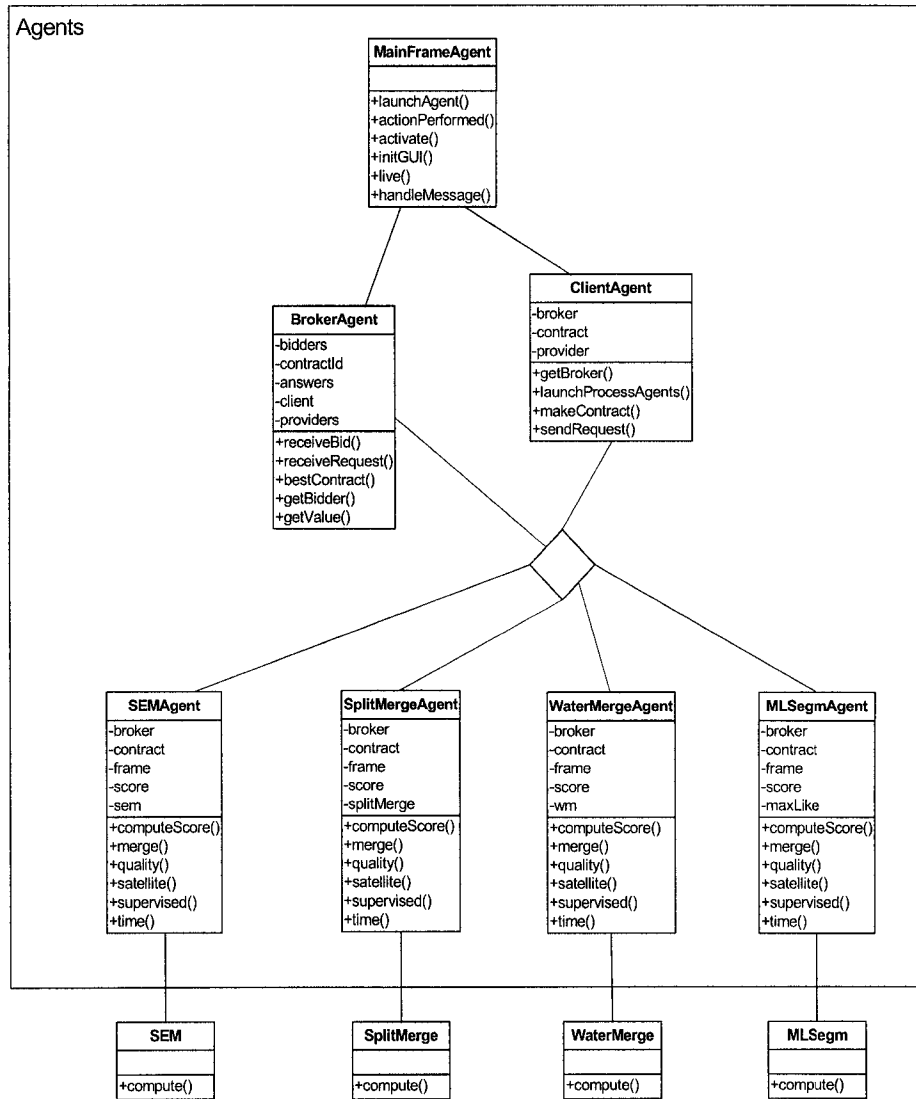 Agents
MainFrameAgent
+launchAgent()
+actionPerformed()
+activate()
+initGUI()
+live()
+handleMessage()
BrokerAgent
-bidders
-contractId
-answers
-client
-providers
+receiveBid()
+receiveRequest()
+bestContract()
+getBidder()
+getValue()
ClientAgent
-broker
-contract
-provider
+getBroker()
+launchProcessAgents()
+makeContract()
+sendRequest()
SEMAgent
-broker
-contract
-frame
-score
-sem
+computeScore()
+merge()
+quality()
+satellite()
+supervised()
+time()
SplitMergeAgent
-broker
-contract
-frame
-score
-splitMerge
+computeScore()
+merge()
+quality()
+satellite()
+supervised()
+time()
WaterMergeAgent
-broker
-contract
-frame
-score
-wm
+computeScore()
+merge()
+quality()
+satellite()
+supervised()
+time()
MLSegmAgent
-broker
-contract
-frame
-score
-maxLike
+computeScore()
+merge()
+quality()
+satellite()
+supervised()
+time()
SEM
+compute()
SplitMerge
+compute()
WaterMerge
+compute()
MLSegm
+compute()